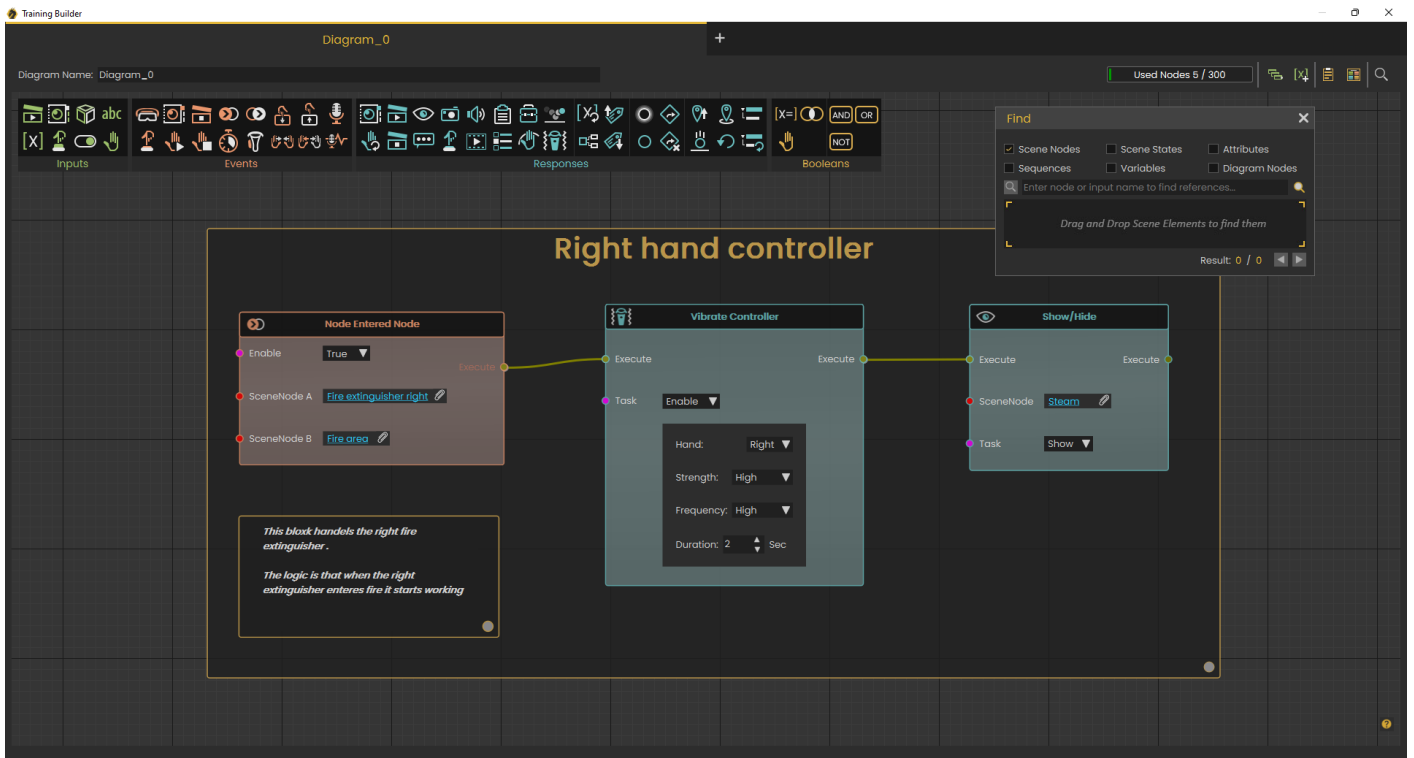 Training Builder
Diagram_0
+
Diagram Name: Diagram_0
Used Nodes 5 / 300
abc
AND OR
NOT
Inputs
Events
Responses
Booleans
Find
Scene Nodes Scene States Attributes
Sequences Variables Diagram Nodes
Enter node or input name to find references...
Drag and Drop Scene Elements to find them
Result: 0 / 0
Right hand controller
Node Entered Node
Enable True
Execute
SceneNode A Fire extinguisher right
SceneNode B Fire area
Vibrate Controller
Execute Execute
Task Enable
Hand: Right
Strength: High
Frequency: High
Duration: 2 Sec
Show/Hide
Execute Execute
SceneNode Steam
Task Show
This bloxk handels the right fire
extinguisher .
The logic is that when the right
extinguisher enteres fire it starts working